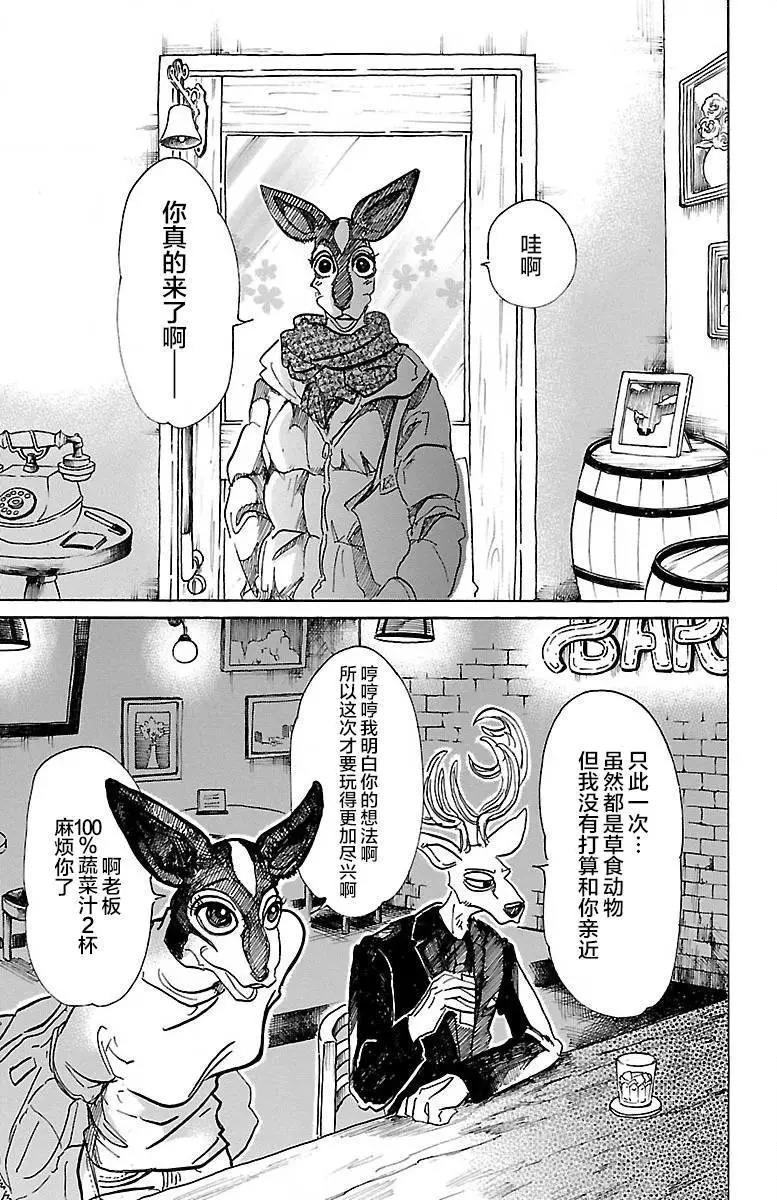 哇啊
你真的来了啊——
BAR
只此一次…
虽然都是草食动物
但我没有打算和你亲近
哼哼哼我明白你的想法啊
所以这次才要玩得更加尽兴啊
啊老板
100%蔬菜汁2杯
麻烦你了